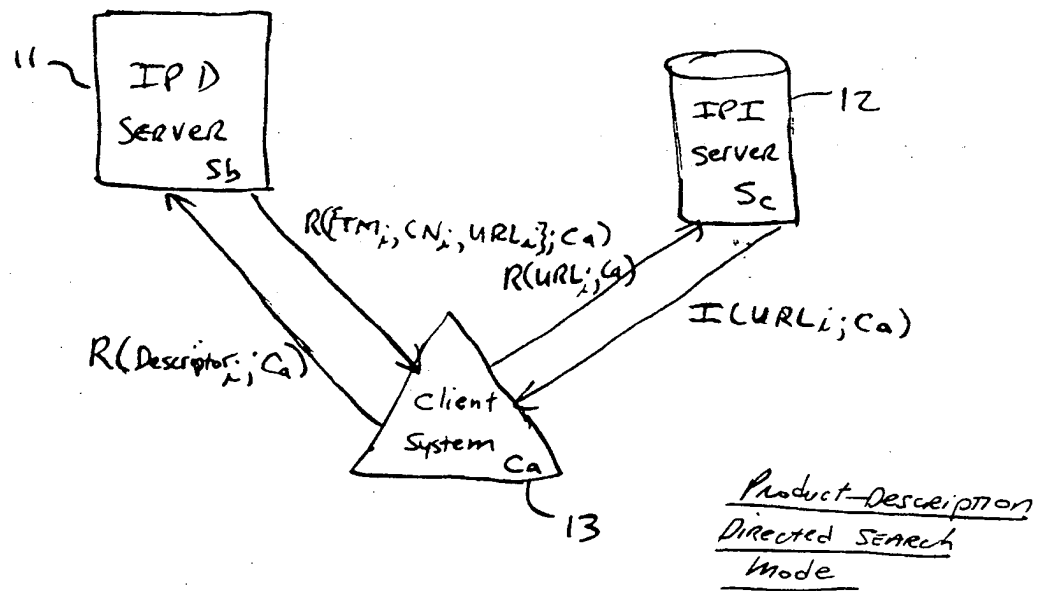 11
IPD
SERVER
Sb
IPI
Server
Sc
12
R({TMi, CNi, URLi}; Ca)
R(URLi, Ca)
I(URLi; Ca)
R(Descriptori; Ca)
Client
System
Ca
13
Product-Description
Directed SEARCH
Mode